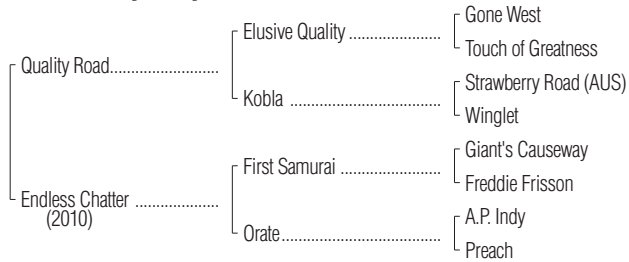 Gone West
Elusive Quality ...................
Touch of Greatness
Quality Road.......................
Strawberry Road (AUS)
Kobla ................................
Winglet
Giant's Causeway
First Samurai .....................
Freddie Frisson
Endless Chatter ..................
(2010)
A.P. Indy
Orate..................................
Preach